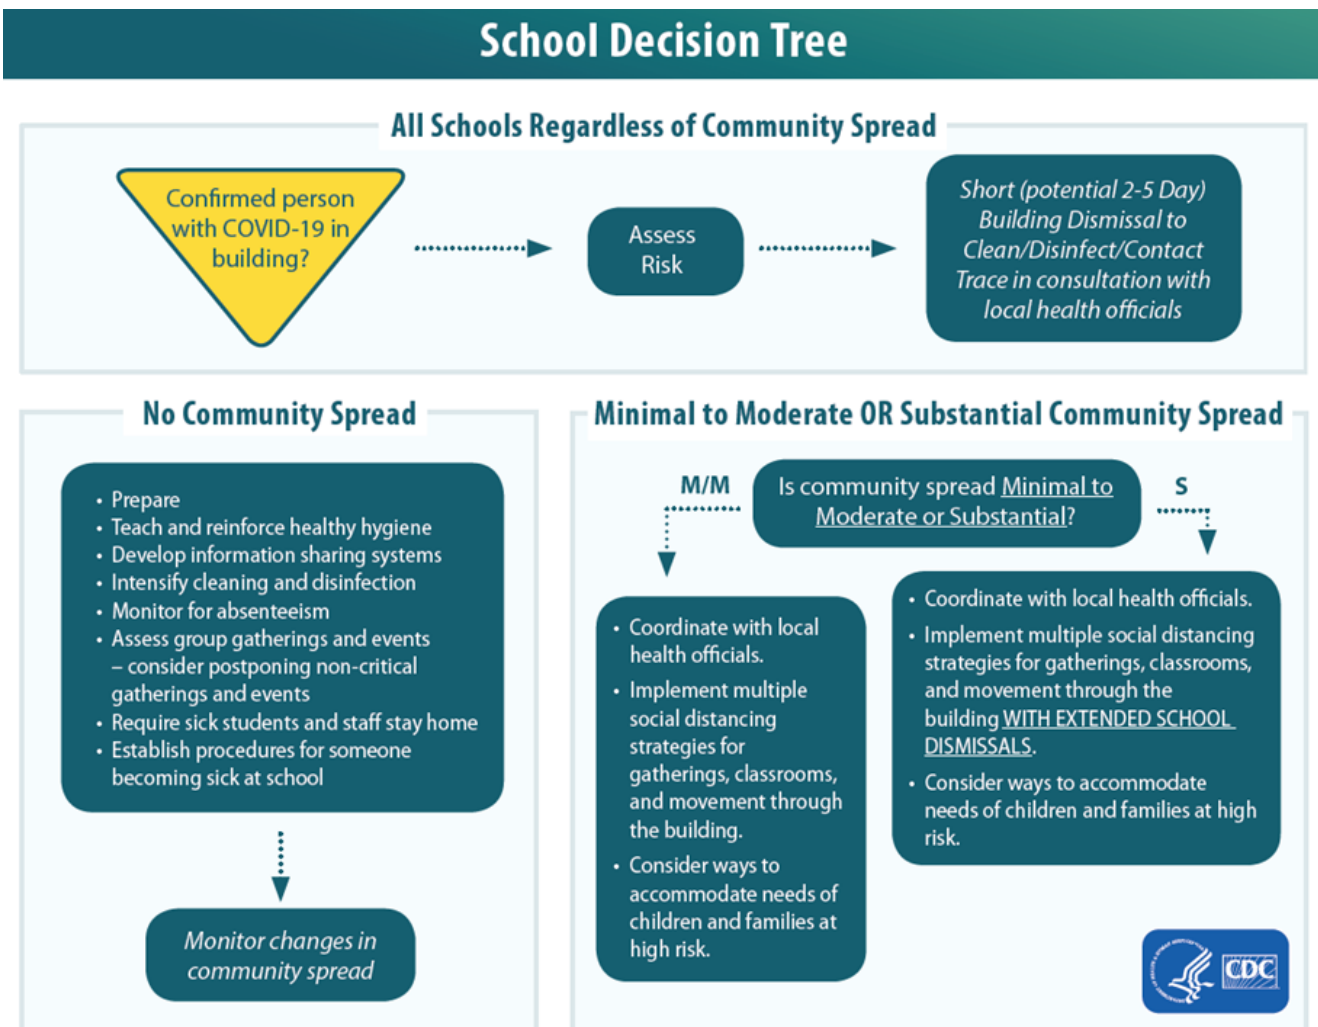 School Decision Tree
All Schools Regardless of Community Spread
Confirmed person
with COVID-19 in
building?
Assess
Risk
Short (potential 2-5 Day)
Building Dismissal to
Clean/Disinfect/Contact
Trace in consultation with
local health officials
No Community Spread
• Prepare
• Teach and reinforce healthy hygiene
• Develop information sharing systems
• Intensify cleaning and disinfection
• Monitor for absenteeism
• Assess group gatherings and events
– consider postponing non-critical
gatherings and events
• Require sick students and staff stay home
• Establish procedures for someone
becoming sick at school
Monitor changes in
community spread
Minimal to Moderate OR Substantial Community Spread
Is community spread Minimal to
Moderate or Substantial?
M/M
S
• Coordinate with local
health officials.
• Implement multiple
social distancing
strategies for
gatherings, classrooms,
and movement through
the building.
• Consider ways to
accommodate needs of
children and families at
high risk.
• Coordinate with local health officials.
• Implement multiple social distancing
strategies for gatherings, classrooms,
and movement through the
building WITH EXTENDED SCHOOL
DISMISSALS.
• Consider ways to accommodate
needs of children and families at high
risk.
CDC